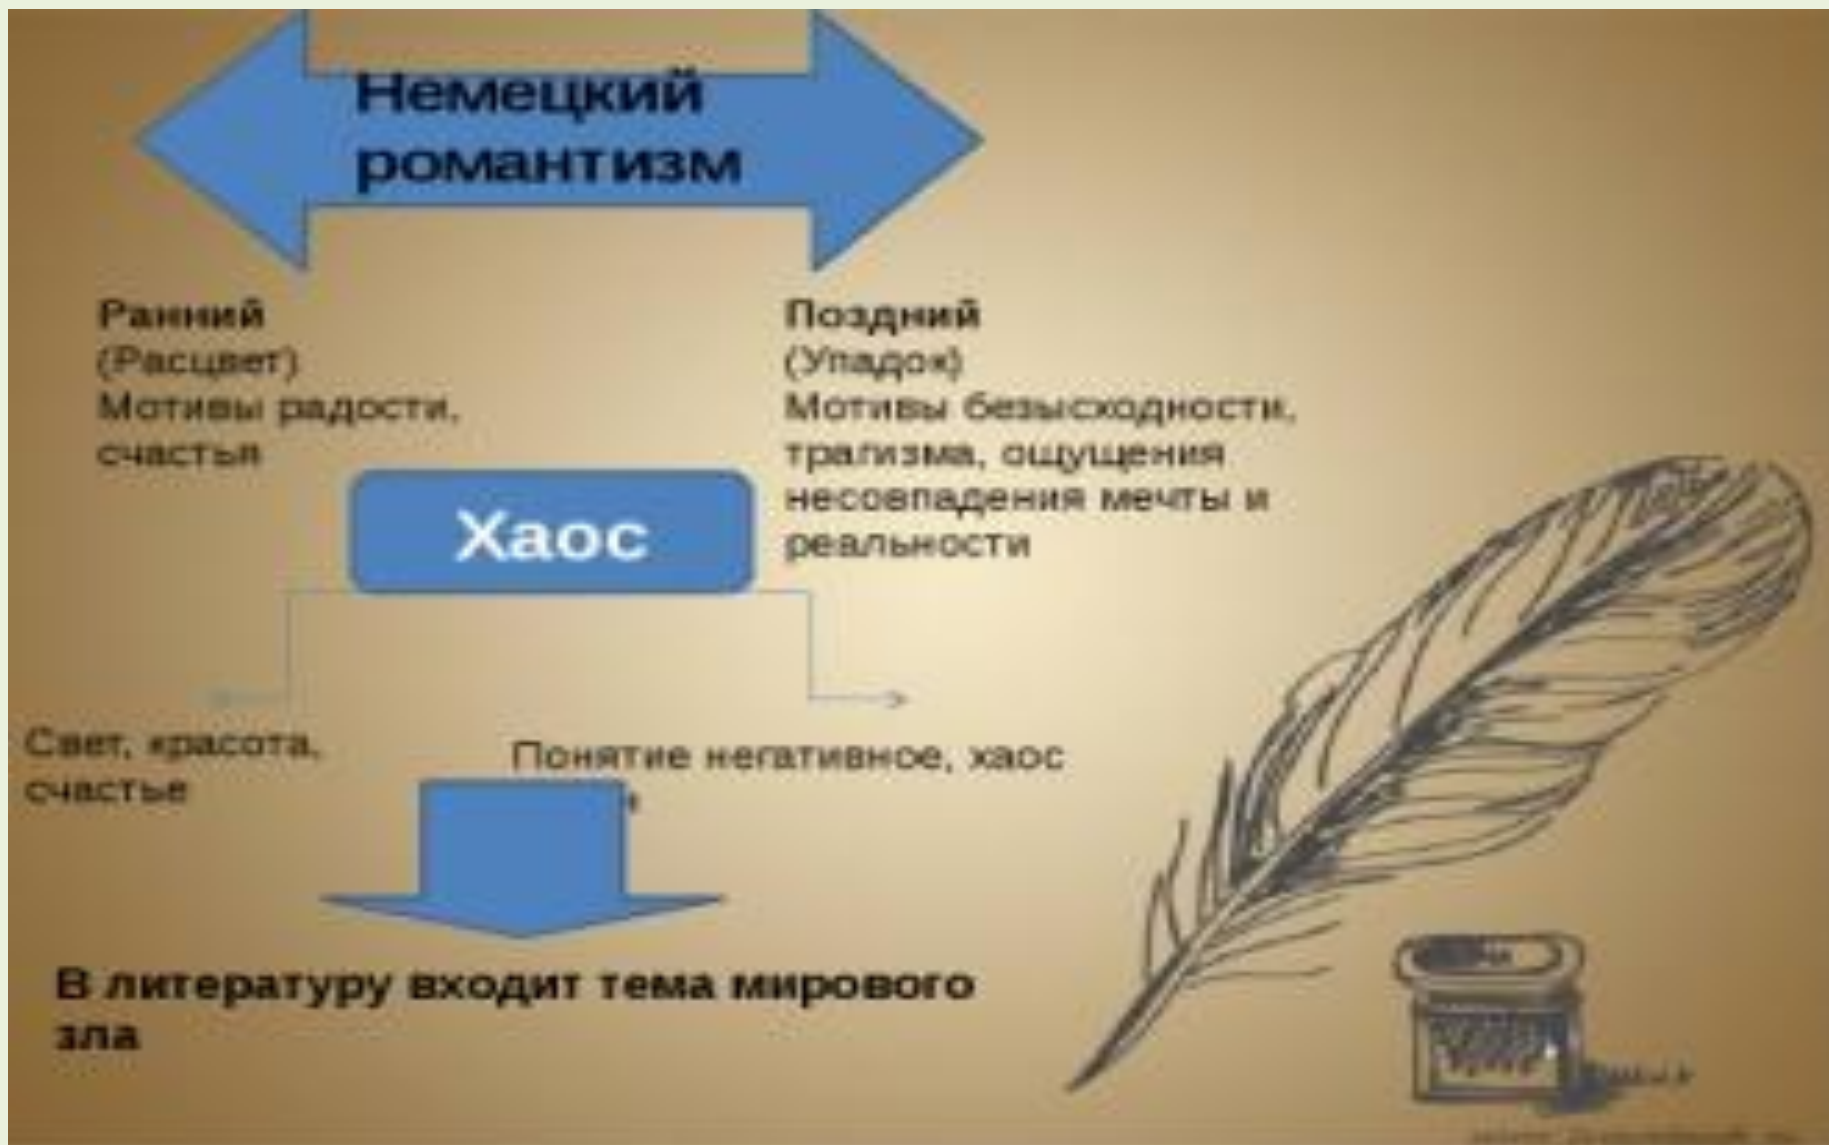 Немецкий
романтизм
Ранний
(Расцвет)
Мотивы радости,
счастья
Поздний
(Упадок)
Мотивы безысходности,
трагизма, ощущения
несовпадения мечты и
реальности
Хаос
Свет, красота,
счастье
Понятие негативное, хаос
В литературу входит тема мирового
зла